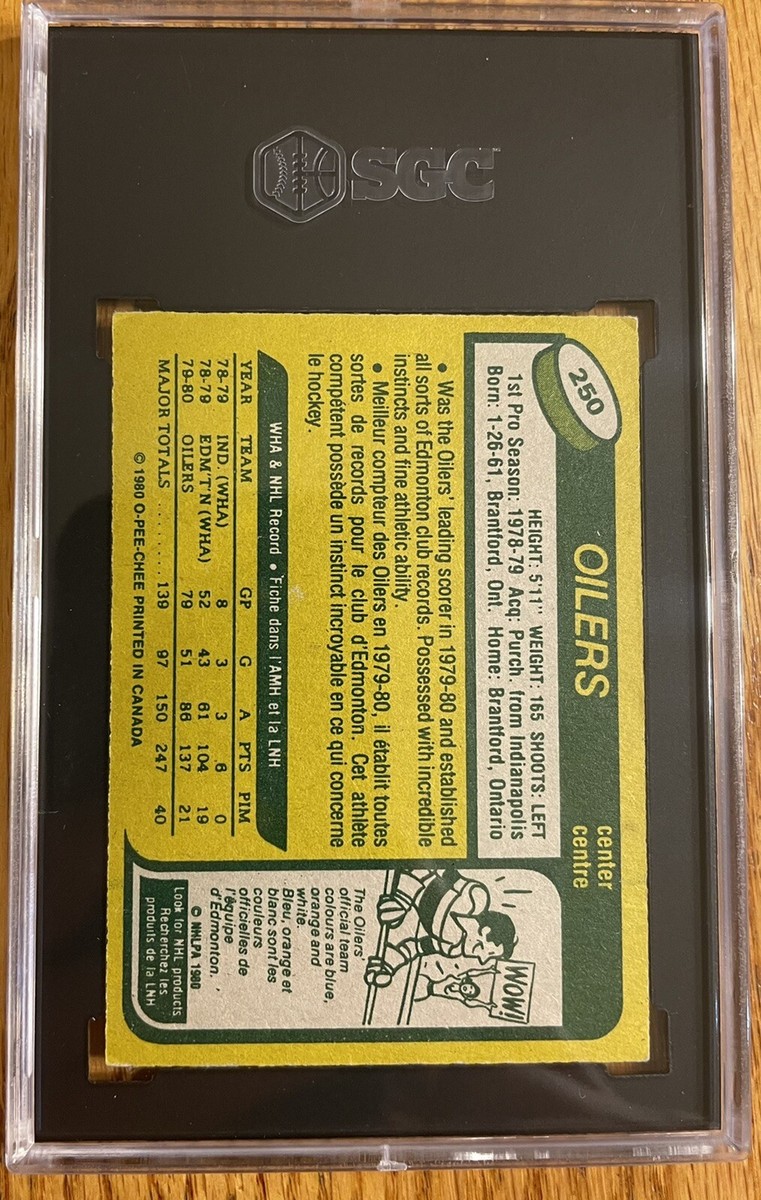 SGC
250
OILERS
center
centre
HEIGHT: 5'11" WEIGHT: 165 SHOOTS: LEFT
1st Pro Season: 1978-79 Acq: Purch. from Indianapolis
Born: 1-26-61, Brantford, Ont. Home: Brantford, Ontario
• Was the Oilers' leading scorer in 1979-80 and established
all sorts of Edmonton club records. Possessed with incredible
instincts and fine athletic ability.
• Meilleur compteur des Oilers en 1979-80, il établit toutes
sortes de records pour le club d'Edmonton. Cet athlète
compétent possède un instinct incroyable en ce qui concerne
le hockey.
WHA & NHL Record • Fiche dans l'AMH et la LNH
YEAR TEAM GP G A PTS PIM
78-79 IND. (WHA) 8 3 3 6 0
78-79 EDM'T'N (WHA) 52 43 61 104 19
79-80 OILERS 79 51 86 137 21
MAJOR TOTALS .......... 139 97 150 247 40
© 1980 O-PEE-CHEE PRINTED IN CANADA
WOW!
The Oilers'
official team
colours are blue,
orange and
white.
Bleu, orange et
blanc sont les
couleurs
officielles de
l'équipe
d'Edmonton.
© NHLPA 1980
Look for NHL products
Recherchez les
produits de la LNH